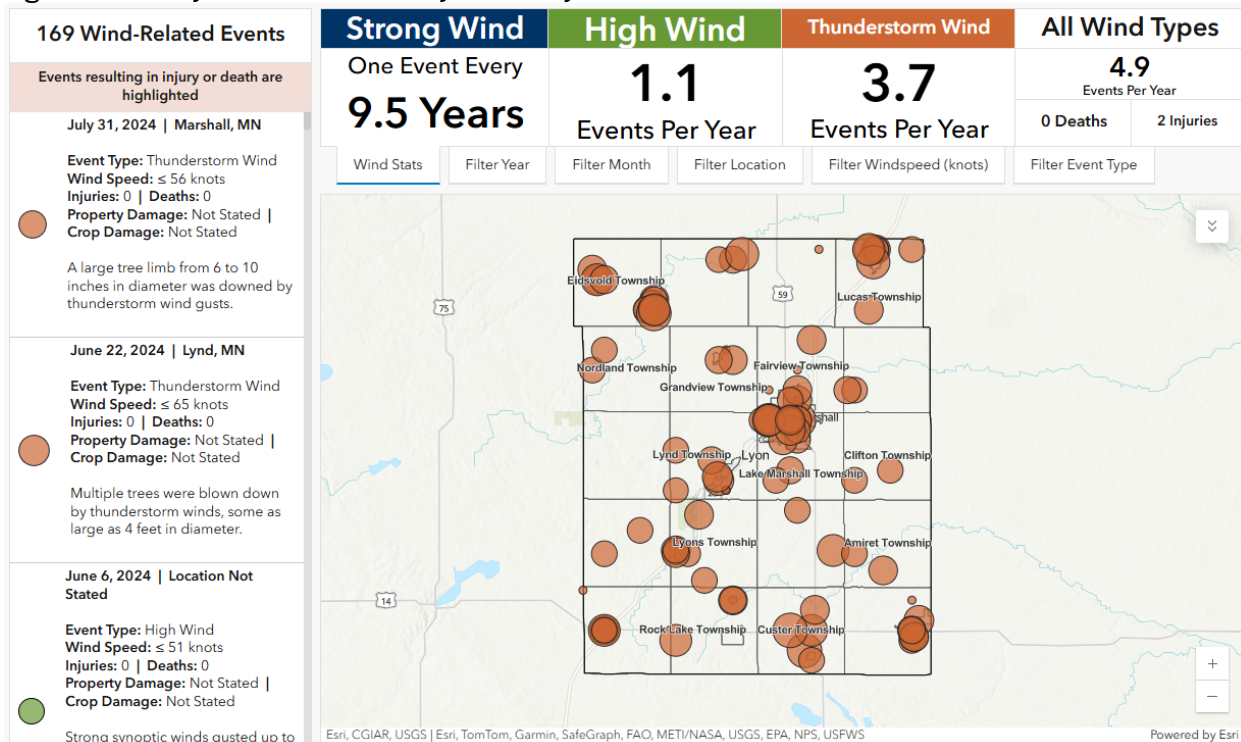 169 Wind-Related Events
Events resulting in injury or death are
highlighted
July 31, 2024 | Marshall, MN
Event Type: Thunderstorm Wind
Wind Speed: ≤ 56 knots
Injuries: 0 | Deaths: 0
Property Damage: Not Stated |
Crop Damage: Not Stated
A large tree limb from 6 to 10
inches in diameter was downed by
thunderstorm wind gusts.
June 22, 2024 | Lynd, MN
Event Type: Thunderstorm Wind
Wind Speed: ≤ 65 knots
Injuries: 0 | Deaths: 0
Property Damage: Not Stated |
Crop Damage: Not Stated
Multiple trees were blown down
by thunderstorm winds, some as
large as 4 feet in diameter.
June 6, 2024 | Location Not
Stated
Event Type: High Wind
Wind Speed: ≤ 51 knots
Injuries: 0 | Deaths: 0
Property Damage: Not Stated |
Crop Damage: Not Stated
Strong synoptic winds gusted up to
Strong Wind
One Event Every
9.5 Years
High Wind
1.1
Events Per Year
Thunderstorm Wind
3.7
Events Per Year
All Wind Types
4.9
Events Per Year
0 Deaths
2 Injuries
Wind Stats
Filter Year
Filter Month
Filter Location
Filter Windspeed (knots)
Filter Event Type
Eidsvold Township
59
Lucas Township
75
Nordland Township
Fairview Township
Grandview Township
Lynd Township
Lyon
Clifton Township
Lake Marshall Township
Lyons Township
Amiret Township
14
Rock Lake Township
Custer Township
+
−
Esri, CGIAR, USGS | Esri, TomTom, Garmin, SafeGraph, FAO, METI/NASA, USGS, EPA, NPS, USFWS
Powered by Esri